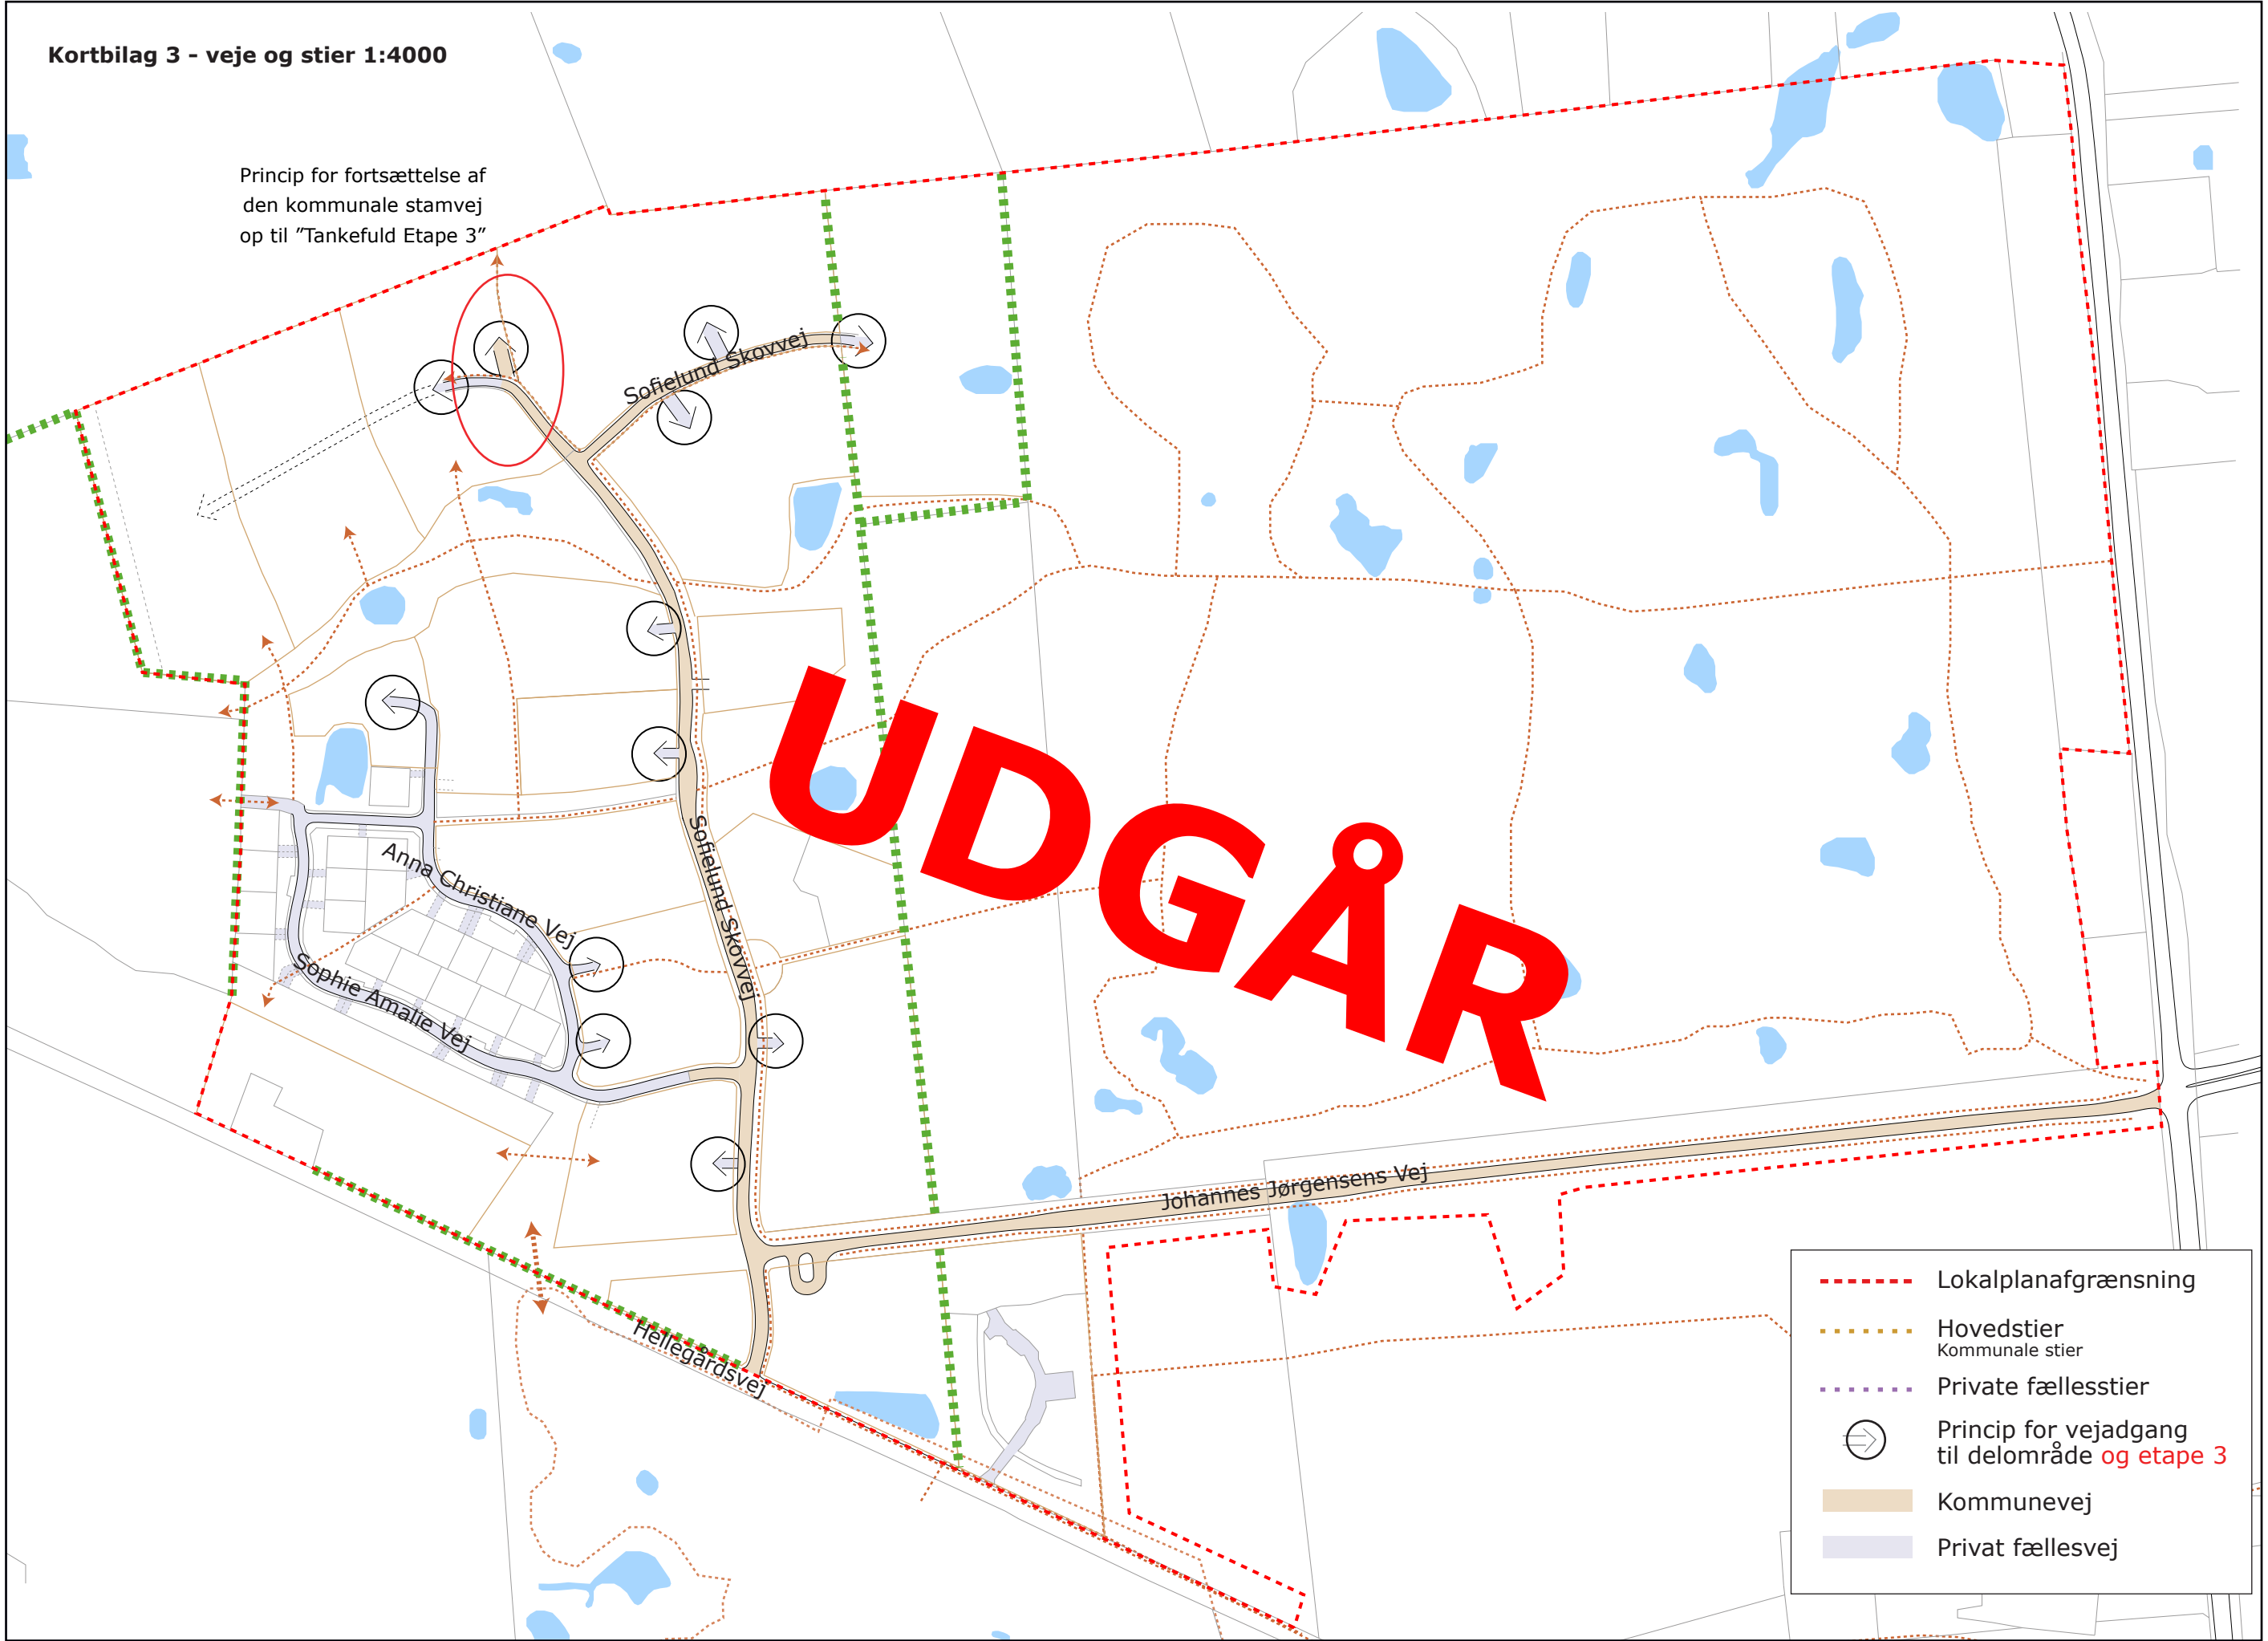 Kortbilag 3 - veje og stier 1:4000
Princip for fortsættelse af
den kommunale stamvej
op til ”Tankefuld Etape 3”
Sofielund Skovvej
UDGÅR
Sofielund Skovvej
Anna Christiane Vej
Sophie Amalie Vej
Johannes Jørgensens Vej
Hellegårdsvej
Lokalplanafgrænsning
Hovedstier
Kommunale stier
Private fællesstier
Princip for vejadgang
til delområde og etape 3
Kommunevej
Privat fællesvej